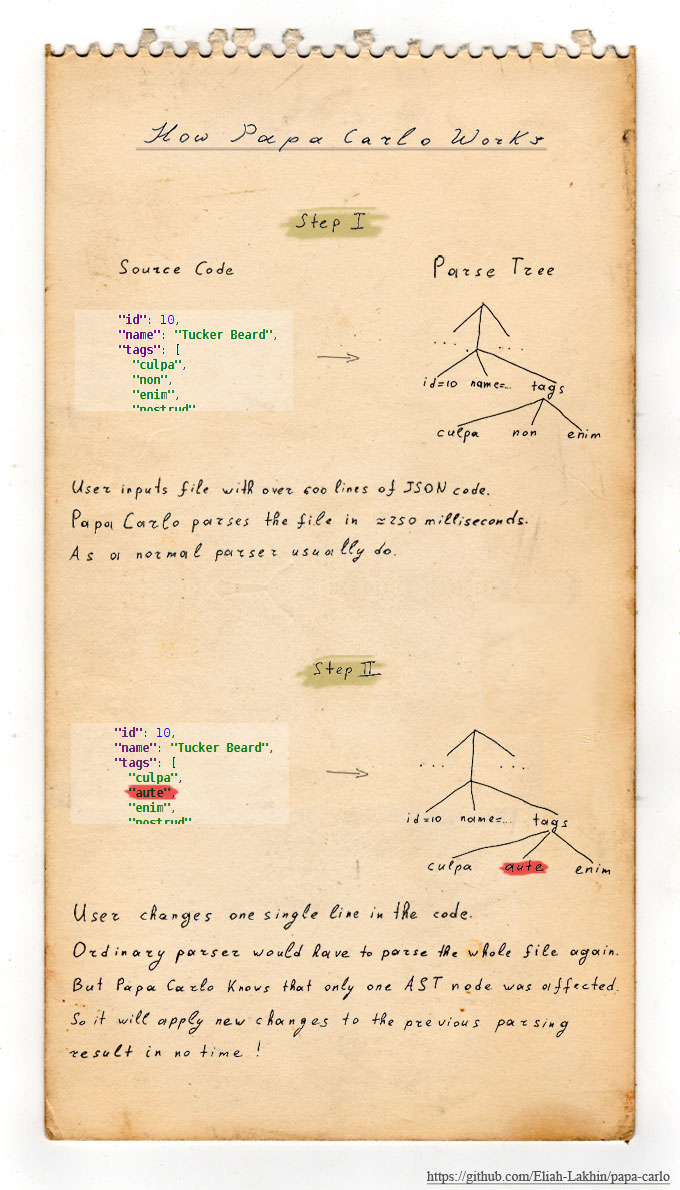 How Papa Carlo Works
Step I
Source Code
Parse Tree
"id": 10,
"name": "Tucker Beard",
"tags": [
"culpa",
"non",
"enim",
"nostrud"
. . . . .
. . .
id=10 name=... tags
culpa non enim
User inputs file with over 600 lines of JSON code.
Papa Carlo parses the file in ≈250 milliseconds.
As a normal parser usually do.
Step II
"id": 10,
"name": "Tucker Beard",
"tags": [
"culpa",
"aute",
"enim",
"nostrud"
. . .
. . . .
id=10 name=... tags
culpa aute enim
User changes one single line in the code.
Ordinary parser would have to parse the whole file again.
But Papa Carlo knows that only one AST node was affected.
So it will apply new changes to the previous parsing
result in no time !
https://github.com/Eliah-Lakhin/papa-carlo